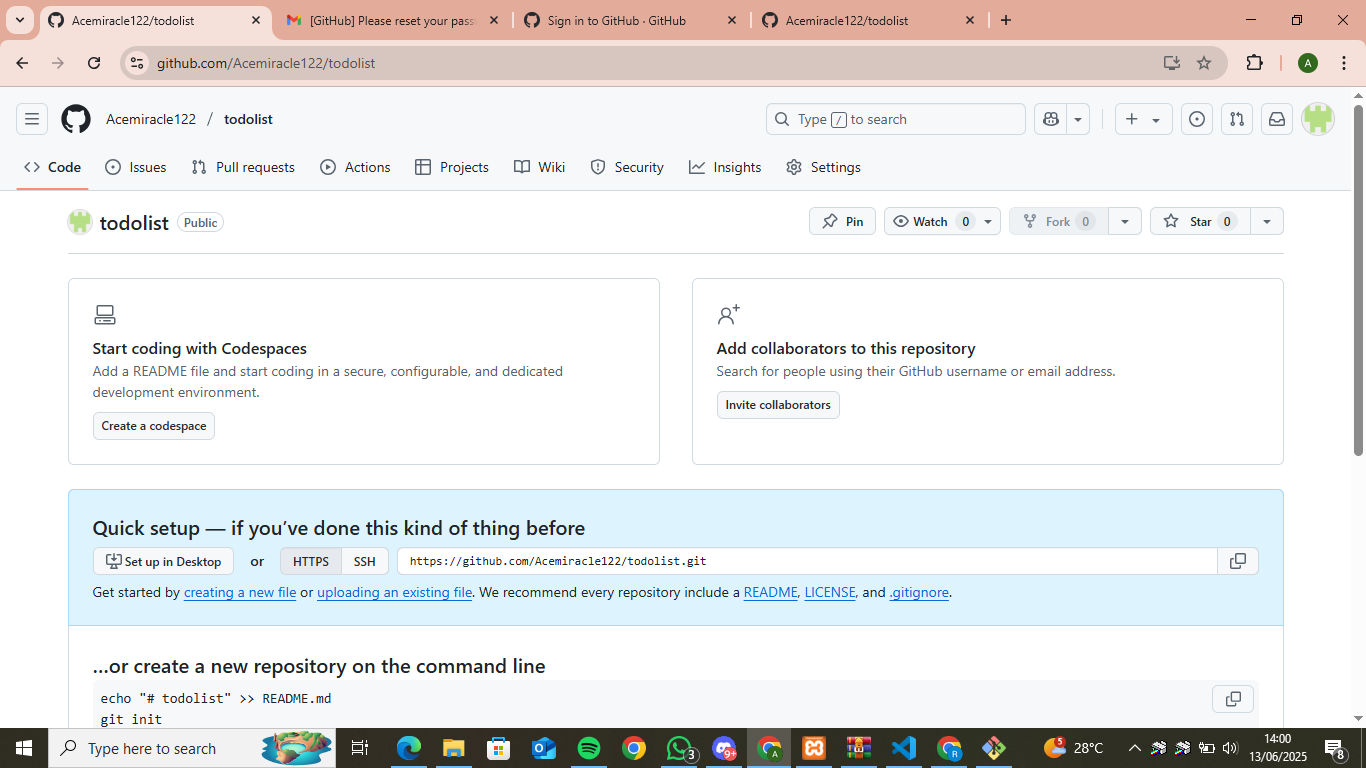 Acemiracle122/todolist
[GitHub] Please reset your pass
Sign in to GitHub · GitHub
Acemiracle122/todolist
github.com/Acemiracle122/todolist
A
Acemiracle122 / todolist
Type / to search
Code
Issues
Pull requests
Actions
Projects
Wiki
Security
Insights
Settings
todolist Public
Pin
Watch 0
Fork 0
Star 0
Start coding with Codespaces
Add a README file and start coding in a secure, configurable, and dedicated
development environment.
Create a codespace
Add collaborators to this repository
Search for people using their GitHub username or email address.
Invite collaborators
Quick setup — if you’ve done this kind of thing before
Set up in Desktop or HTTPS SSH https://github.com/Acemiracle122/todolist.git
Get started by creating a new file or uploading an existing file. We recommend every repository include a README, LICENSE, and .gitignore.
…or create a new repository on the command line
echo "# todolist" >> README.md
git init
Type here to search
3
9+
A
R
5
28°C
14:00
13/06/2025
8